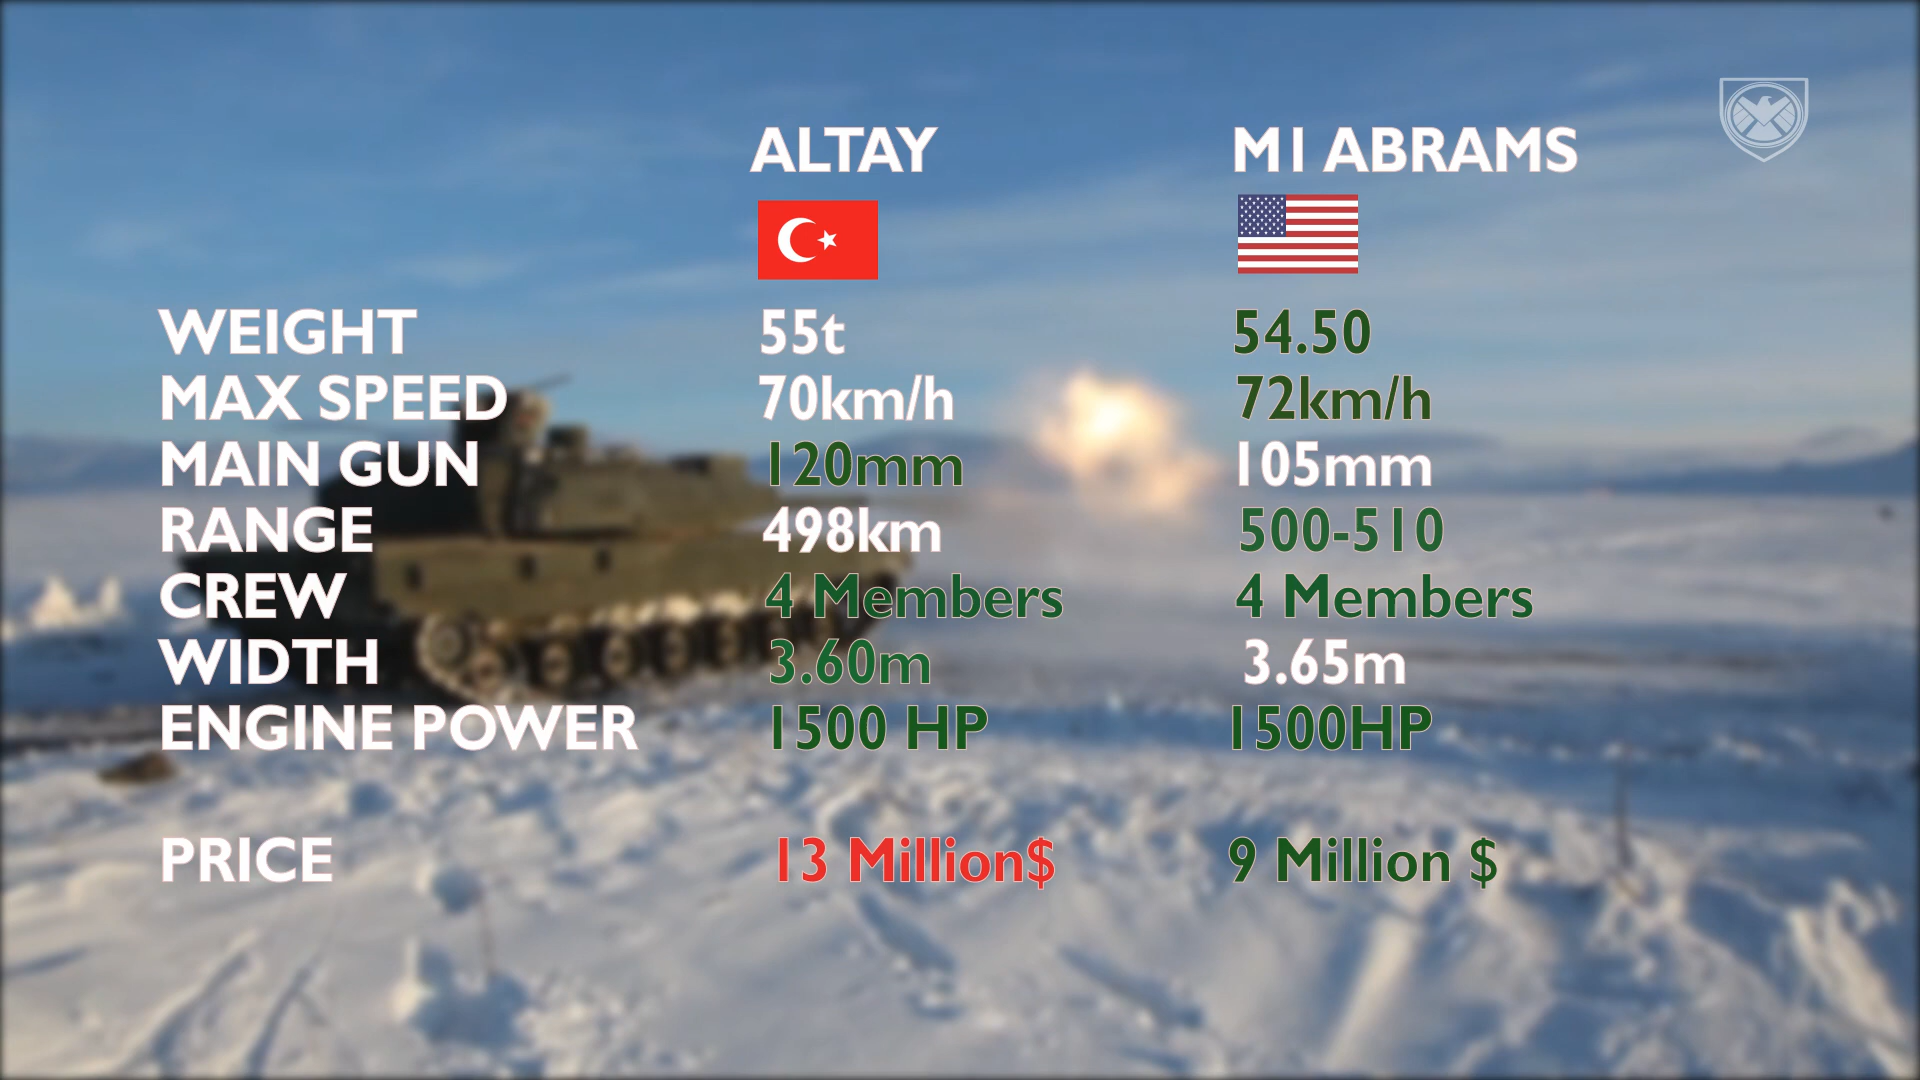 ALTAY M1 ABRAMS
WEIGHT 55t 54.50
MAX SPEED 70km/h 72km/h
MAIN GUN 120mm 105mm
RANGE 498km 500-510
CREW 4 Members 4 Members
WIDTH 3.60m 3.65m
ENGINE POWER 1500 HP 1500HP
PRICE 13 Million$ 9 Million $